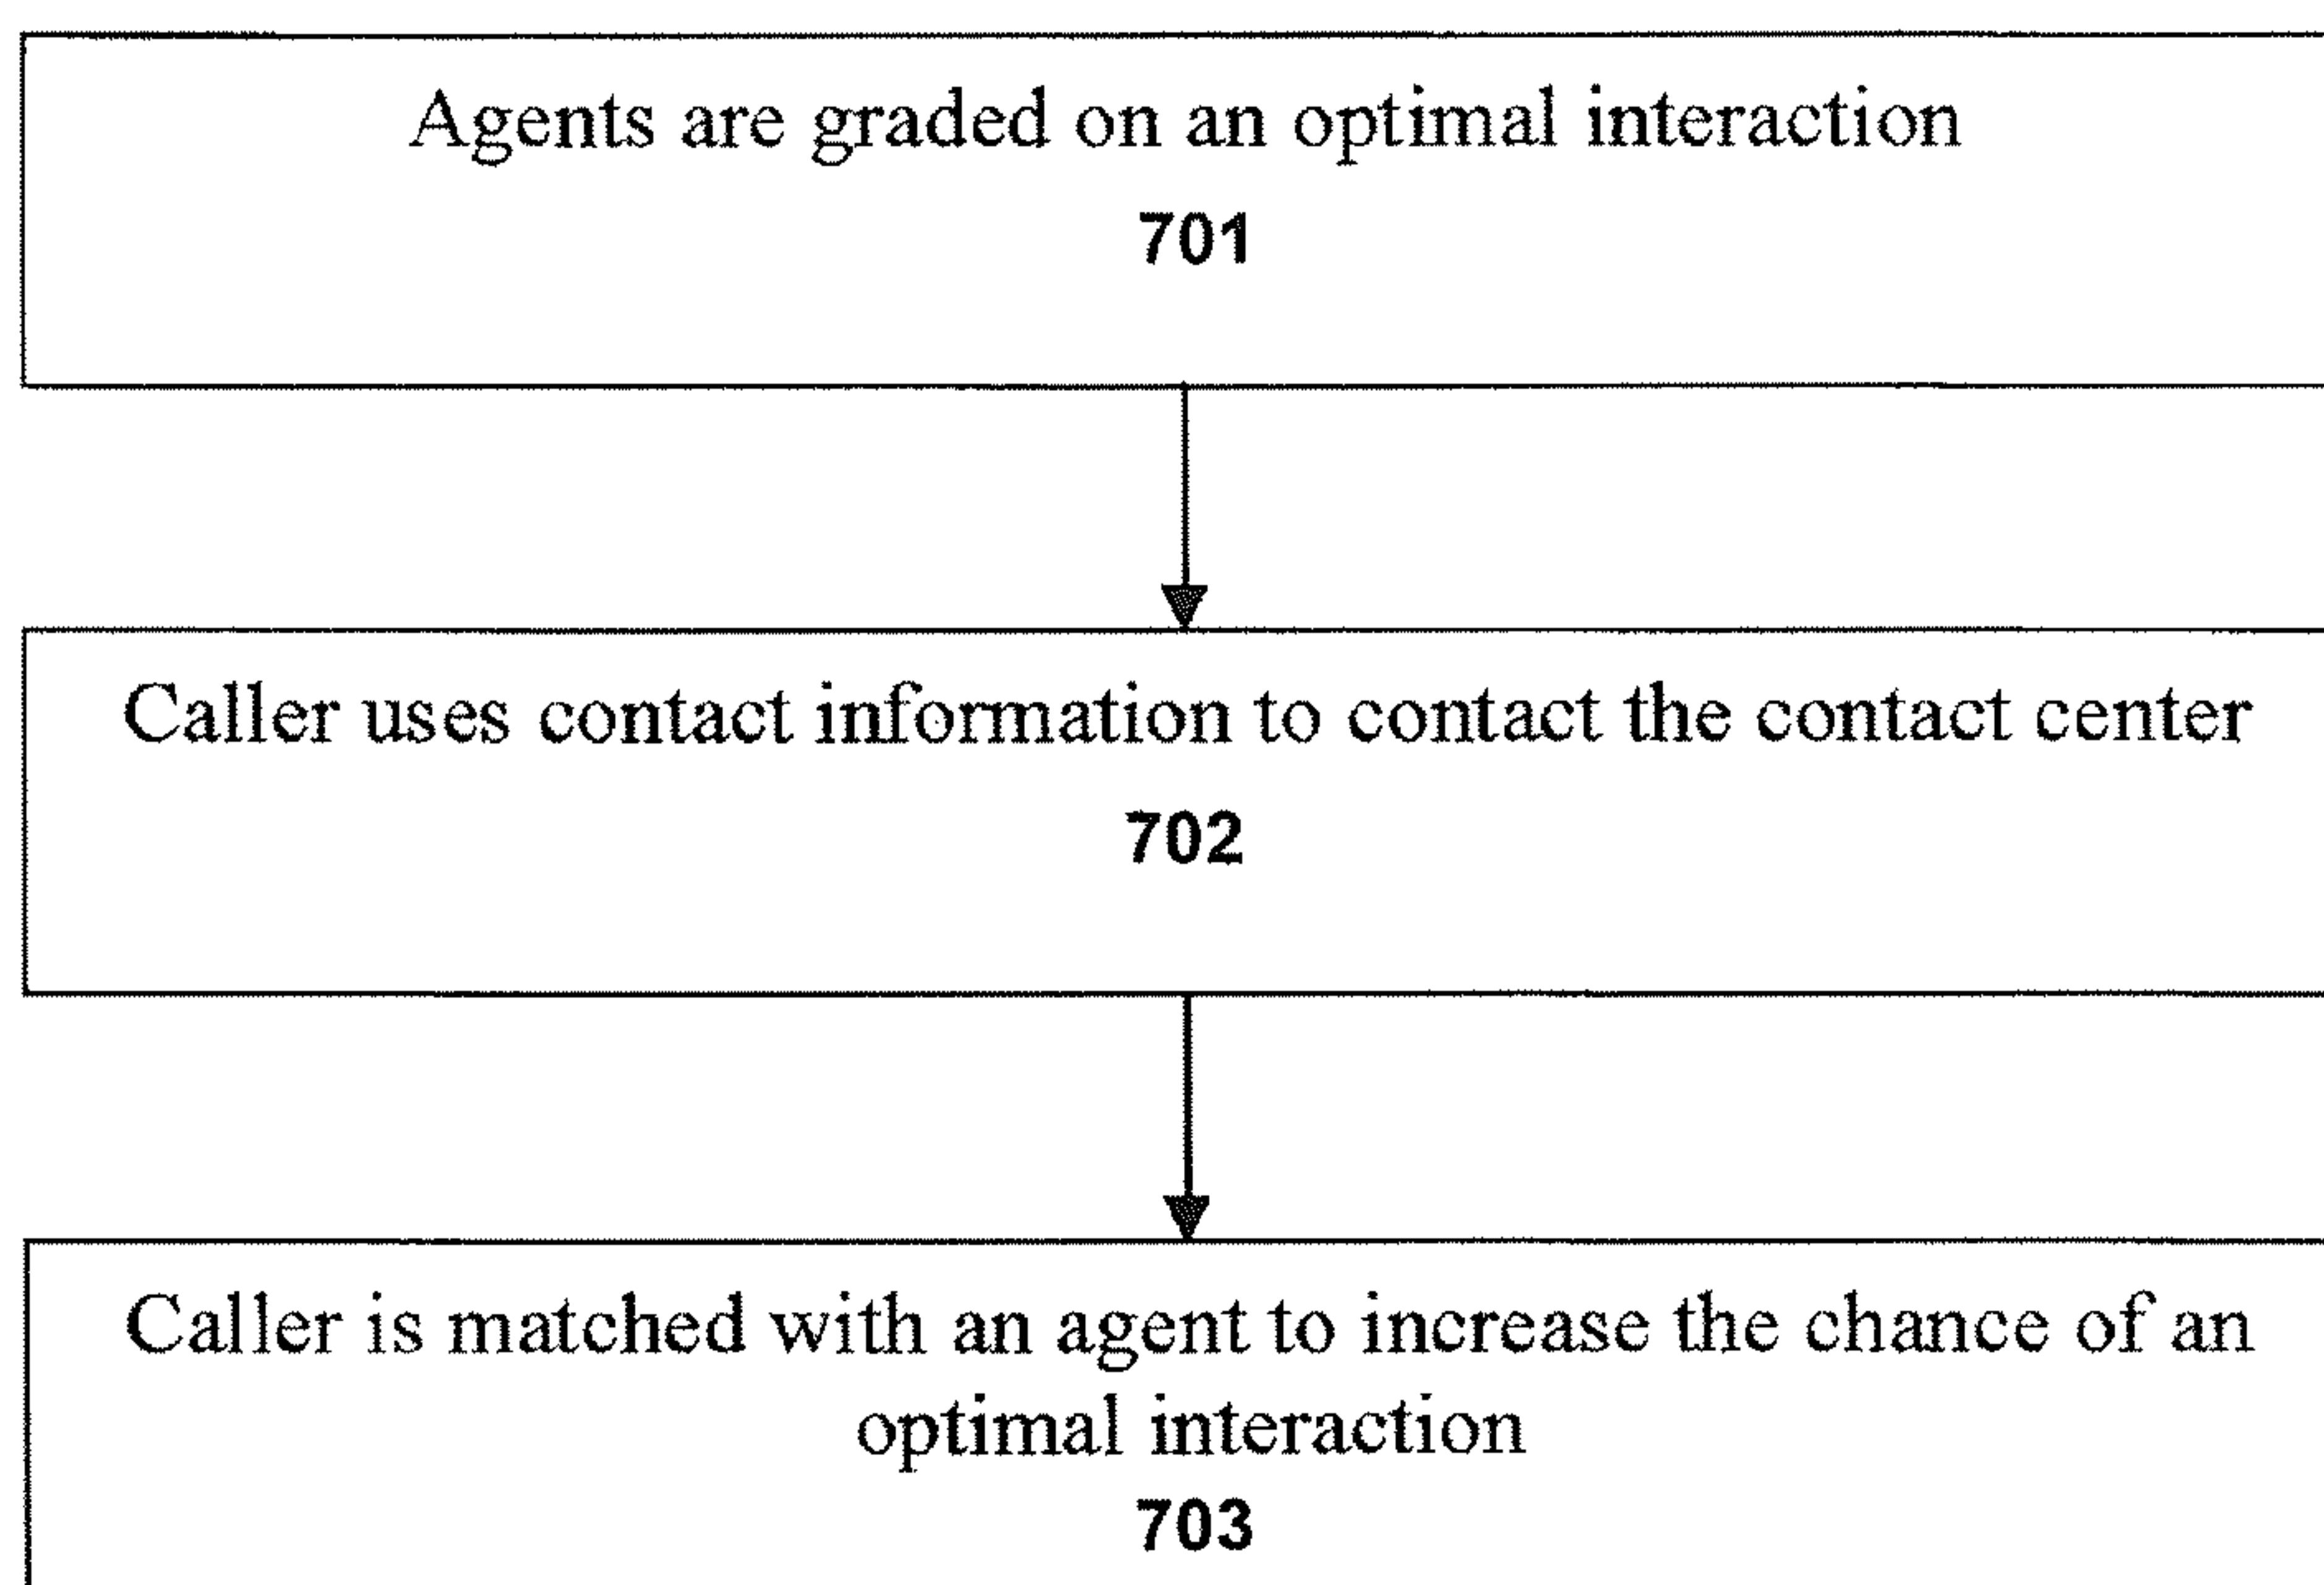 Agents are graded on an optimal interaction
701
Caller uses contact information to contact the contact center
702
Caller is matched with an agent to increase the chance of an
optimal interaction
703